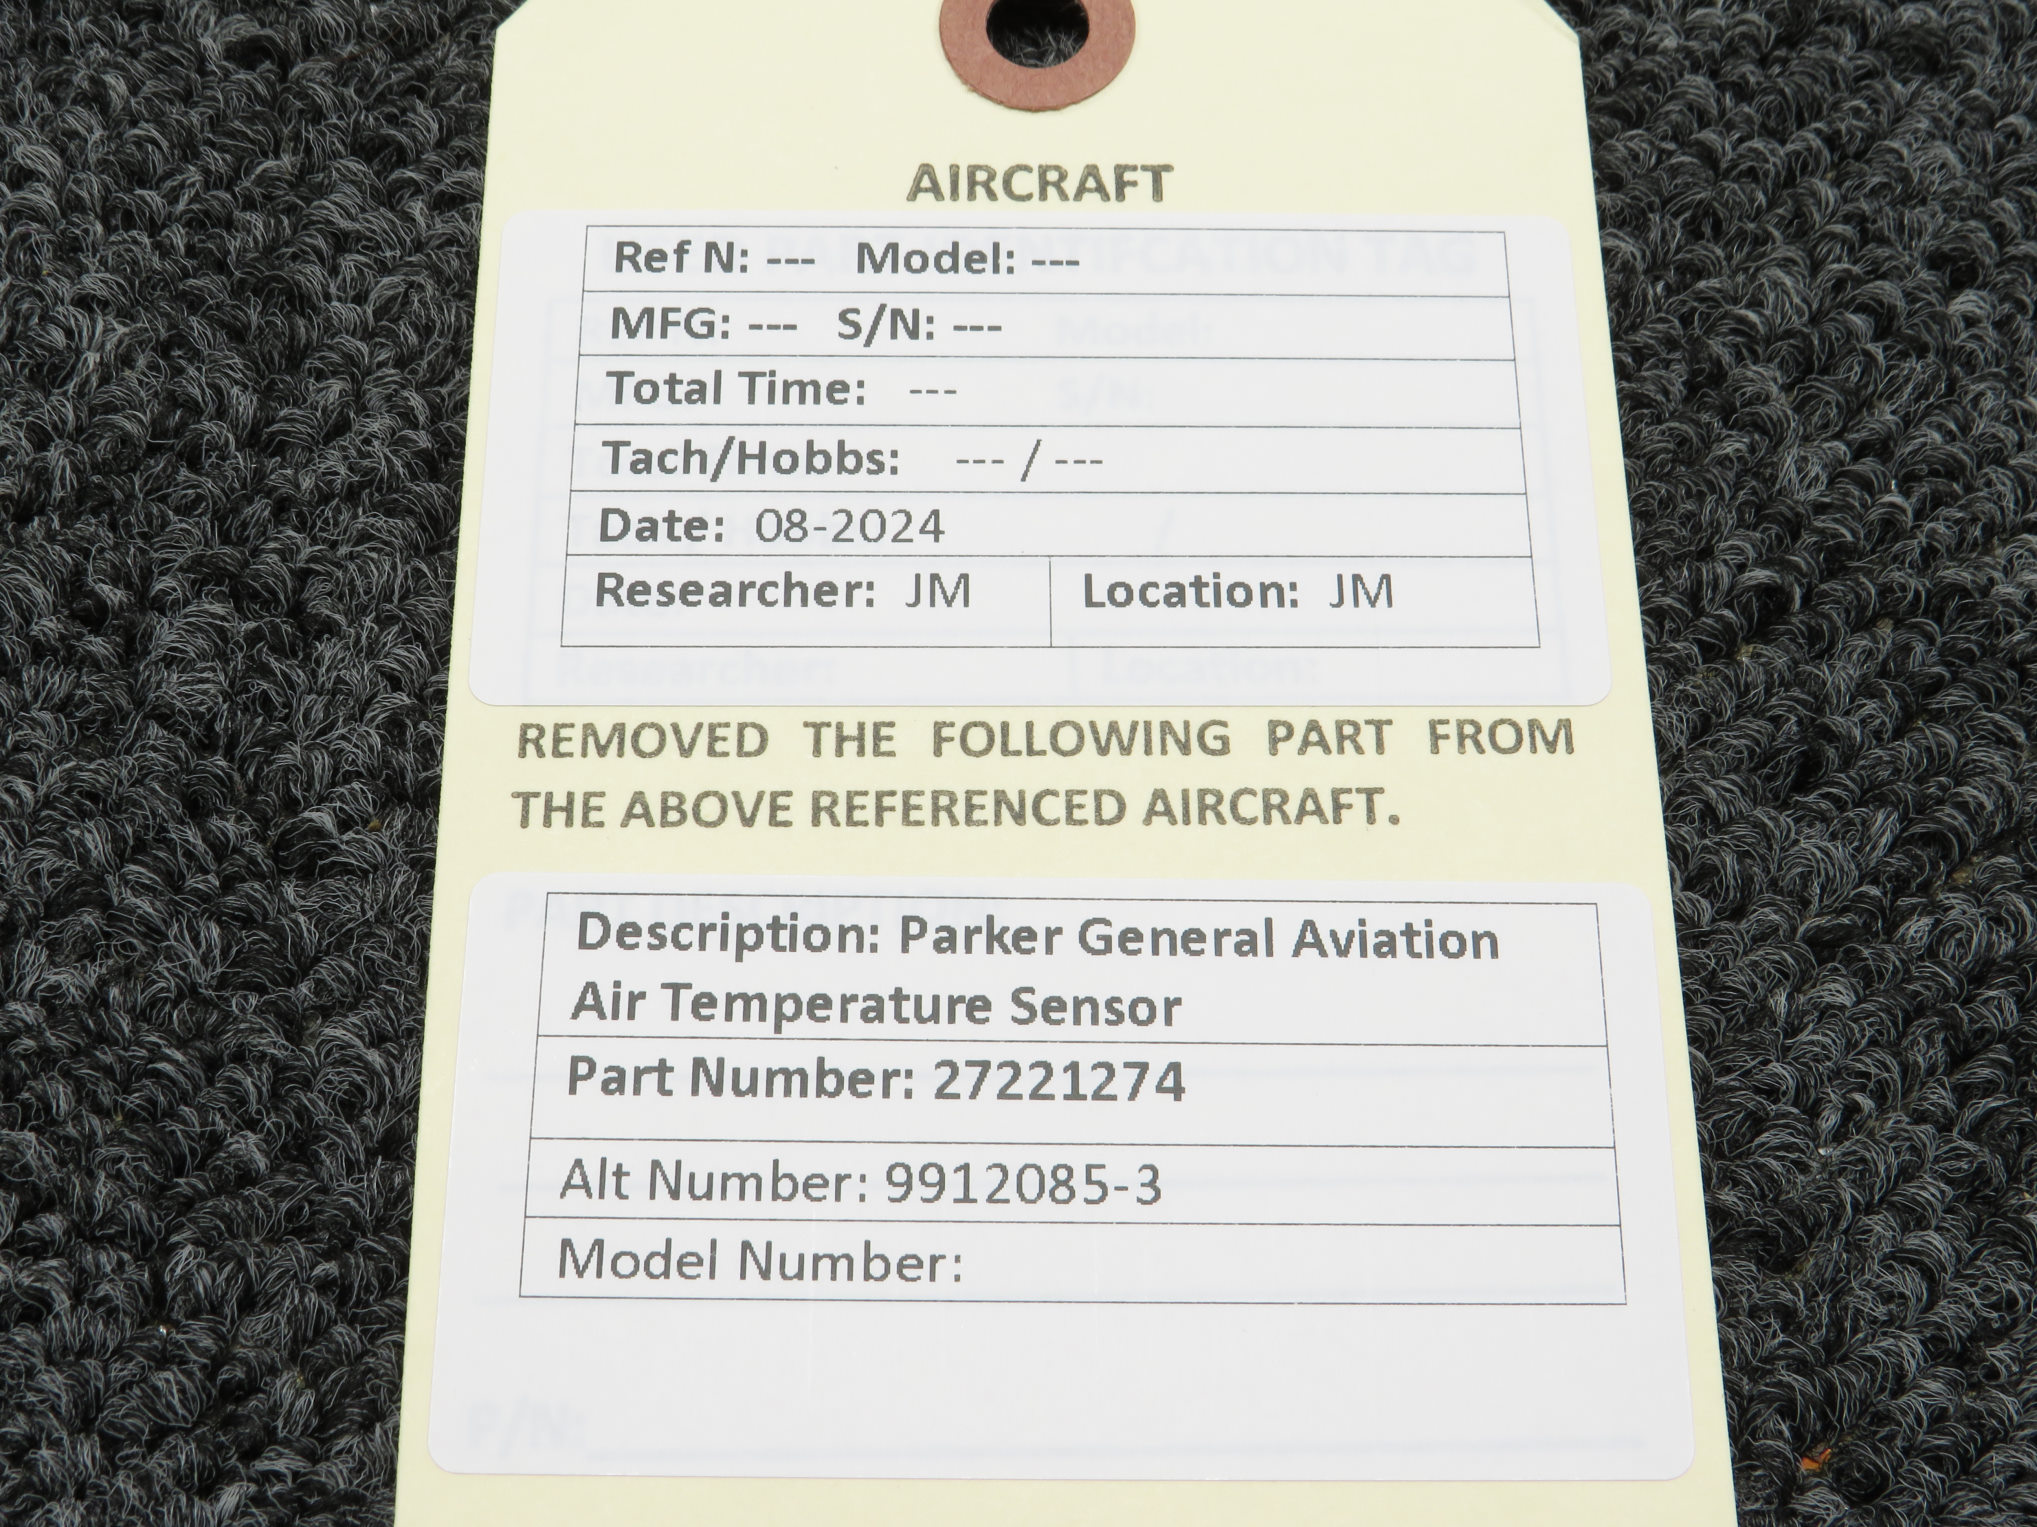 AIRCRAFT
Ref N: --- Model: ---
MFG: --- S/N: ---
Total Time: ---
Tach/Hobbs: --- / ---
Date: 08-2024
Researcher: JM Location: JM
REMOVED THE FOLLOWING PART FROM
THE ABOVE REFERENCED AIRCRAFT.
Description: Parker General Aviation
Air Temperature Sensor
Part Number: 27221274
Alt Number: 9912085-3
Model Number:
P/N: